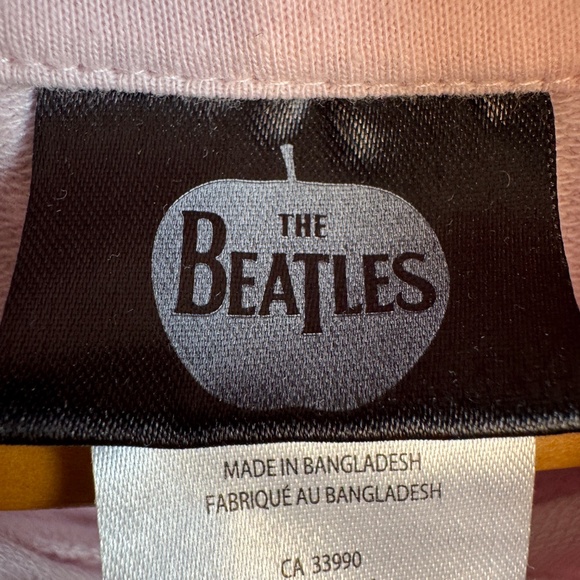 THE
BEATLES
MADE IN BANGLADESH
FABRIQUÉ AU BANGLADESH
CA 33990